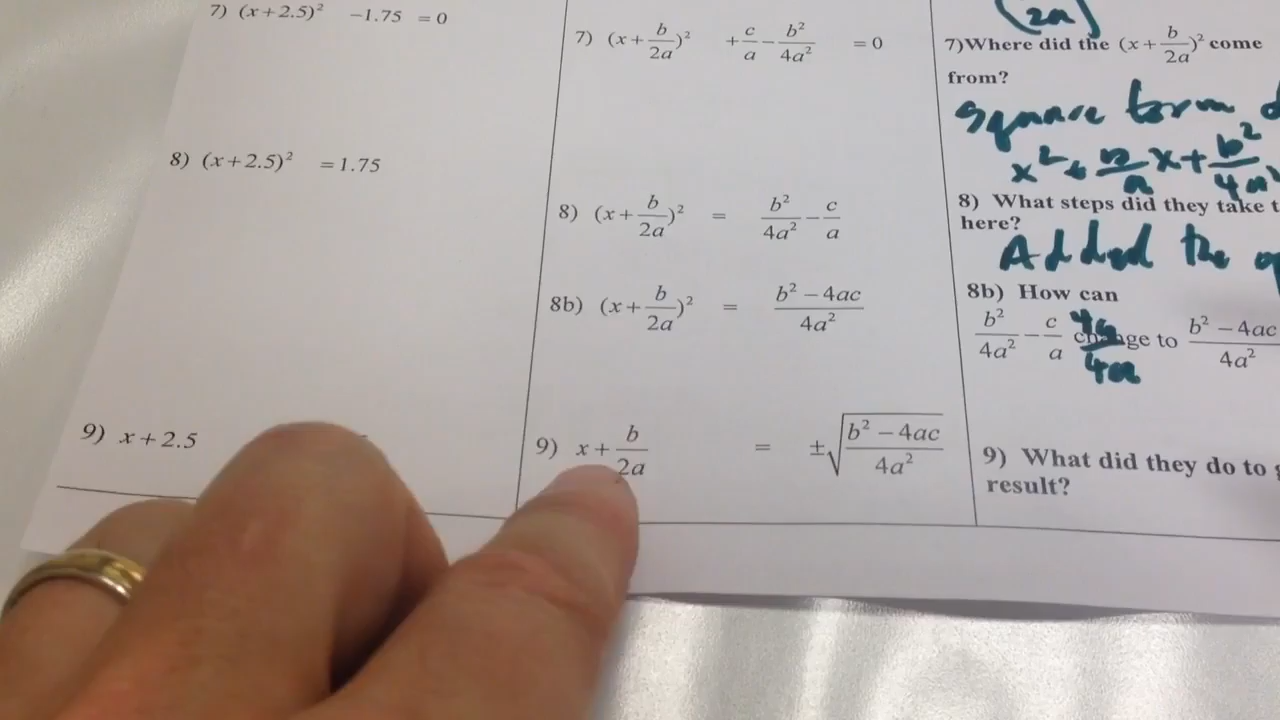 7) (x+2.5)² −1.75 = 0
8) (x+2.5)² = 1.75
9) x+2.5
7) (x+b/2a)² +c/a−b²/4a² = 0
8) (x+b/2a)² = b²/4a² − c/a
8b) (x+b/2a)² = b² − 4ac/4a²
9) x+b/2a = ±√(b² − 4ac/4a²)
(2a)
7)Where did the (x+b/2a)² come
from?
square term
x² + b/a x + b²/4a²
8) What steps did they take t
here?
Added the
8b) How can
b²/4a² − c/a 4a/4a change to b² − 4ac/4a²
9) What did they do to
result?